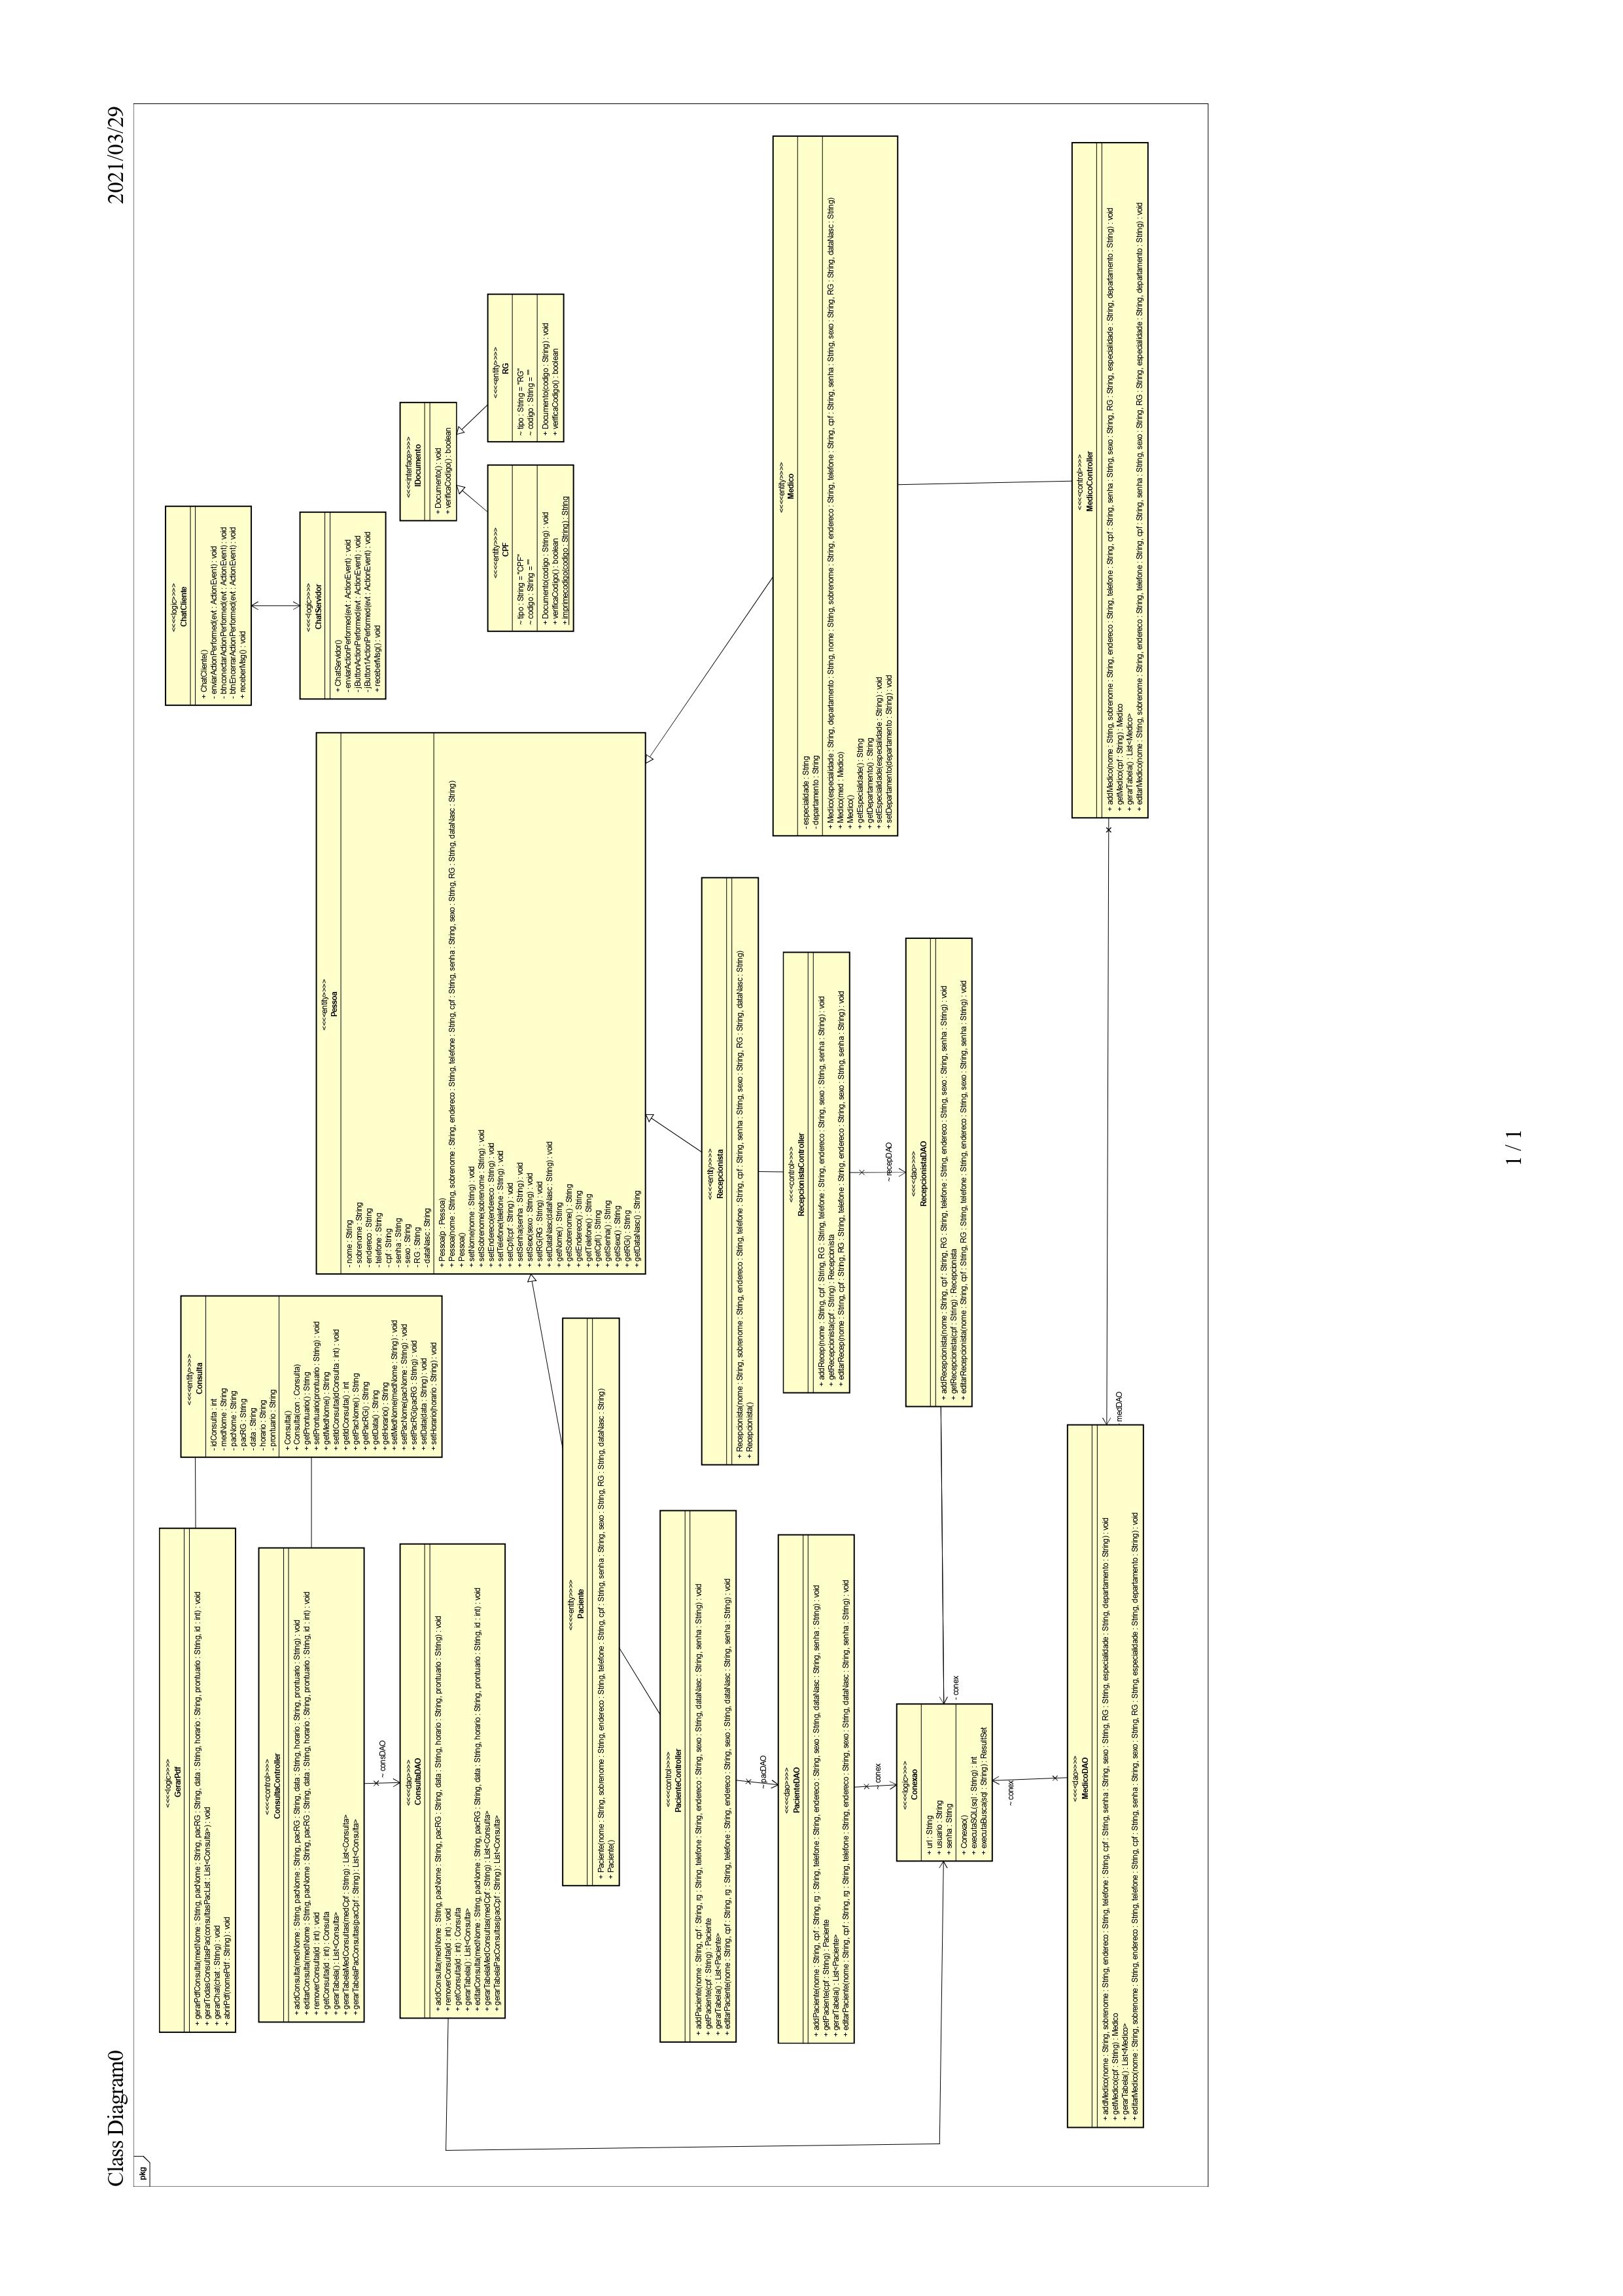 Class Diagram0
2021/03/29
pkg
<<<<logic>>>>
GerarPdf
+ gerarPdfConsulta(medNome : String, pacNome : String, pacRG : String, data : String, horario : String, prontuario : String, id : int) : void
+ gerarTodasConsultasPac(consultasPacList : List<Consulta>) : void
+ gerarChat(chat : String) : void
+ abrirPdf(nomePdf : String) : void
<<<<entity>>>>
Consulta
- idConsulta : int
- medNome : String
- pacNome : String
- pacRG : String
- data : String
- horario : String
- prontuario : String
+ Consulta()
+ Consulta(con : Consulta)
+ getProntuario() : String
+ setProntuario(prontuario : String) : void
+ getMedNome() : String
+ setIdConsulta(idConsulta : int) : void
+ getIdConsulta() : int
+ getPacNome() : String
+ getPacRG() : String
+ getData() : String
+ getHorario() : String
+ setMedNome(medNome : String) : void
+ setPacNome(pacNome : String) : void
+ setPacRG(pacRG : String) : void
+ setData(data : String) : void
+ setHorario(horario : String) : void
<<<<control>>>>
ConsultaController
+ addConsulta(medNome : String, pacNome : String, pacRG : String, data : String, horario : String, prontuario : String) : void
+ editarConsulta(medNome : String, pacNome : String, pacRG : String, data : String, horario : String, prontuario : String, id : int) : void
+ removerConsulta(id : int) : void
+ getConsulta(id : int) : Consulta
+ gerarTabela() : List<Consulta>
+ gerarTabelaMedConsultas(medCpf : String) : List<Consulta>
+ gerarTabelaPacConsultas(pacCpf : String) : List<Consulta>
~ consDAO
<<<<dao>>>>
ConsultaDAO
+ addConsulta(medNome : String, pacNome : String, pacRG : String, data : String, horario : String, prontuario : String) : void
+ removerConsulta(id : int) : void
+ getConsulta(id : int) : Consulta
+ gerarTabela() : List<Consulta>
+ editarConsulta(medNome : String, pacNome : String, pacRG : String, data : String, horario : String, prontuario : String, id : int) : void
+ gerarTabelaMedConsultas(medCpf : String) : List<Consulta>
+ gerarTabelaPacConsultas(pacCpf : String) : List<Consulta>
<<<<entity>>>>
Pessoa
- nome : String
- sobrenome : String
- endereco : String
- telefone : String
- cpf : String
- senha : String
- sexo : String
- RG : String
- dataNasc : String
+ Pessoa(p : Pessoa)
+ Pessoa(nome : String, sobrenome : String, endereco : String, telefone : String, cpf : String, senha : String, sexo : String, RG : String, dataNasc : String)
+ Pessoa()
+ setNome(nome : String) : void
+ setSobrenome(sobrenome : String) : void
+ setEndereco(endereco : String) : void
+ setTelefone(telefone : String) : void
+ setCpf(cpf : String) : void
+ setSenha(senha : String) : void
+ setSexo(sexo : String) : void
+ setRG(RG : String) : void
+ setDataNasc(dataNasc : String) : void
+ getNome() : String
+ getSobrenome() : String
+ getEndereco() : String
+ getTelefone() : String
+ getCpf() : String
+ getSenha() : String
+ getSexo() : String
+ getRG() : String
+ getDataNasc() : String
<<<<logic>>>>
ChatCliente
+ ChatCliente()
- enviarActionPerformed(evt : ActionEvent) : void
- btnconectarActionPerformed(evt : ActionEvent) : void
- btnEncerrarActionPerformed(evt : ActionEvent) : void
+ receberMsg() : void
<<<<logic>>>>
ChatServidor
+ ChatServidor()
- enviarActionPerformed(evt : ActionEvent) : void
- jButtonActionPerformed(evt : ActionEvent) : void
- jButton1ActionPerformed(evt : ActionEvent) : void
+ receberMsg() : void
<<<<interface>>>>
IDocumento
+ Documento() : void
+ verificaCodigo() : boolean
<<<<entity>>>>
CPF
~ tipo : String = "CPF"
~ codigo : String = ""
+ Documento(codigo : String) : void
+ verificaCodigo() : boolean
+ imprimecodigo(codigo : String) : String
<<<<entity>>>>
RG
~ tipo : String = "RG"
~ codigo : String = ""
+ Documento(codigo : String) : void
+ verificaCodigo() : boolean
<<<<entity>>>>
Paciente
+ Paciente(nome : String, sobrenome : String, endereco : String, telefone : String, cpf : String, senha : String, sexo : String, RG : String, dataNasc : String)
+ Paciente()
<<<<control>>>>
PacienteController
+ addPaciente(nome : String, cpf : String, rg : String, telefone : String, endereco : String, sexo : String, dataNasc : String, senha : String) : void
+ getPaciente(cpf : String) : Paciente
+ gerarTabela() : List<Paciente>
+ editarPaciente(nome : String, cpf : String, rg : String, telefone : String, endereco : String, sexo : String, dataNasc : String, senha : String) : void
~ pacDAO
<<<<dao>>>>
PacienteDAO
+ addPaciente(nome : String, cpf : String, rg : String, telefone : String, endereco : String, sexo : String, dataNasc : String, senha : String) : void
+ getPaciente(cpf : String) : Paciente
+ gerarTabela() : List<Paciente>
+ editarPaciente(nome : String, cpf : String, rg : String, telefone : String, endereco : String, sexo : String, dataNasc : String, senha : String) : void
~ conex
<<<<entity>>>>
Recepcionista
+ Recepcionista(nome : String, sobrenome : String, endereco : String, telefone : String, cpf : String, senha : String, sexo : String, RG : String, dataNasc : String)
+ Recepcionista()
<<<<control>>>>
RecepcionistaController
+ addRecep(nome : String, cpf : String, RG : String, telefone : String, endereco : String, sexo : String, senha : String) : void
+ getRecepcionista(cpf : String) : Recepcionista
+ editarRecep(nome : String, cpf : String, RG : String, telefone : String, endereco : String, sexo : String, senha : String) : void
~ recepDAO
<<<<dao>>>>
RecepcionistaDAO
+ addRecepcionista(nome : String, cpf : String, RG : String, telefone : String, endereco : String, sexo : String, senha : String) : void
+ getRecepcionista(cpf : String) : Recepcionista
+ editarRecepcionista(nome : String, cpf : String, RG : String, telefone : String, endereco : String, sexo : String, senha : String) : void
<<<<entity>>>>
Medico
- especialidade : String
- departamento : String
+ Medico(especialidade : String, departamento : String, nome : String, sobrenome : String, endereco : String, telefone : String, cpf : String, senha : String, sexo : String, RG : String, dataNasc : String)
+ Medico(med : Medico)
+ Medico()
+ getEspecialidade() : String
+ getDepartamento() : String
+ setEspecialidade(especialidade : String) : void
+ setDepartamento(departamento : String) : void
<<<<logic>>>>
Conexao
+ url : String
+ usuario : String
+ senha : String
+ Conexao()
+ executaSQL(sql : String) : int
+ executaBusca(sql : String) : ResultSet
- conex
~ conex
<<<<dao>>>>
MedicoDAO
+ addMedico(nome : String, sobrenome : String, endereco : String, telefone : String, cpf : String, senha : String, sexo : String, RG : String, especialidade : String, departamento : String) : void
+ getMedico(cpf : String) : Medico
+ gerarTabela() : List<Medico>
+ editarMedico(nome : String, sobrenome : String, endereco : String, telefone : String, cpf : String, senha : String, sexo : String, RG : String, especialidade : String, departamento : String) : void
medDAO
<<<<control>>>>
MedicoController
+ addMedico(nome : String, sobrenome : String, endereco : String, telefone : String, cpf : String, senha : String, sexo : String, RG : String, especialidade : String, departamento : String) : void
+ getMedico(cpf : String) : Medico
+ gerarTabela() : List<Medico>
+ editarMedico(nome : String, sobrenome : String, endereco : String, telefone : String, cpf : String, senha : String, sexo : String, RG : String, especialidade : String, departamento : String) : void
1 / 1